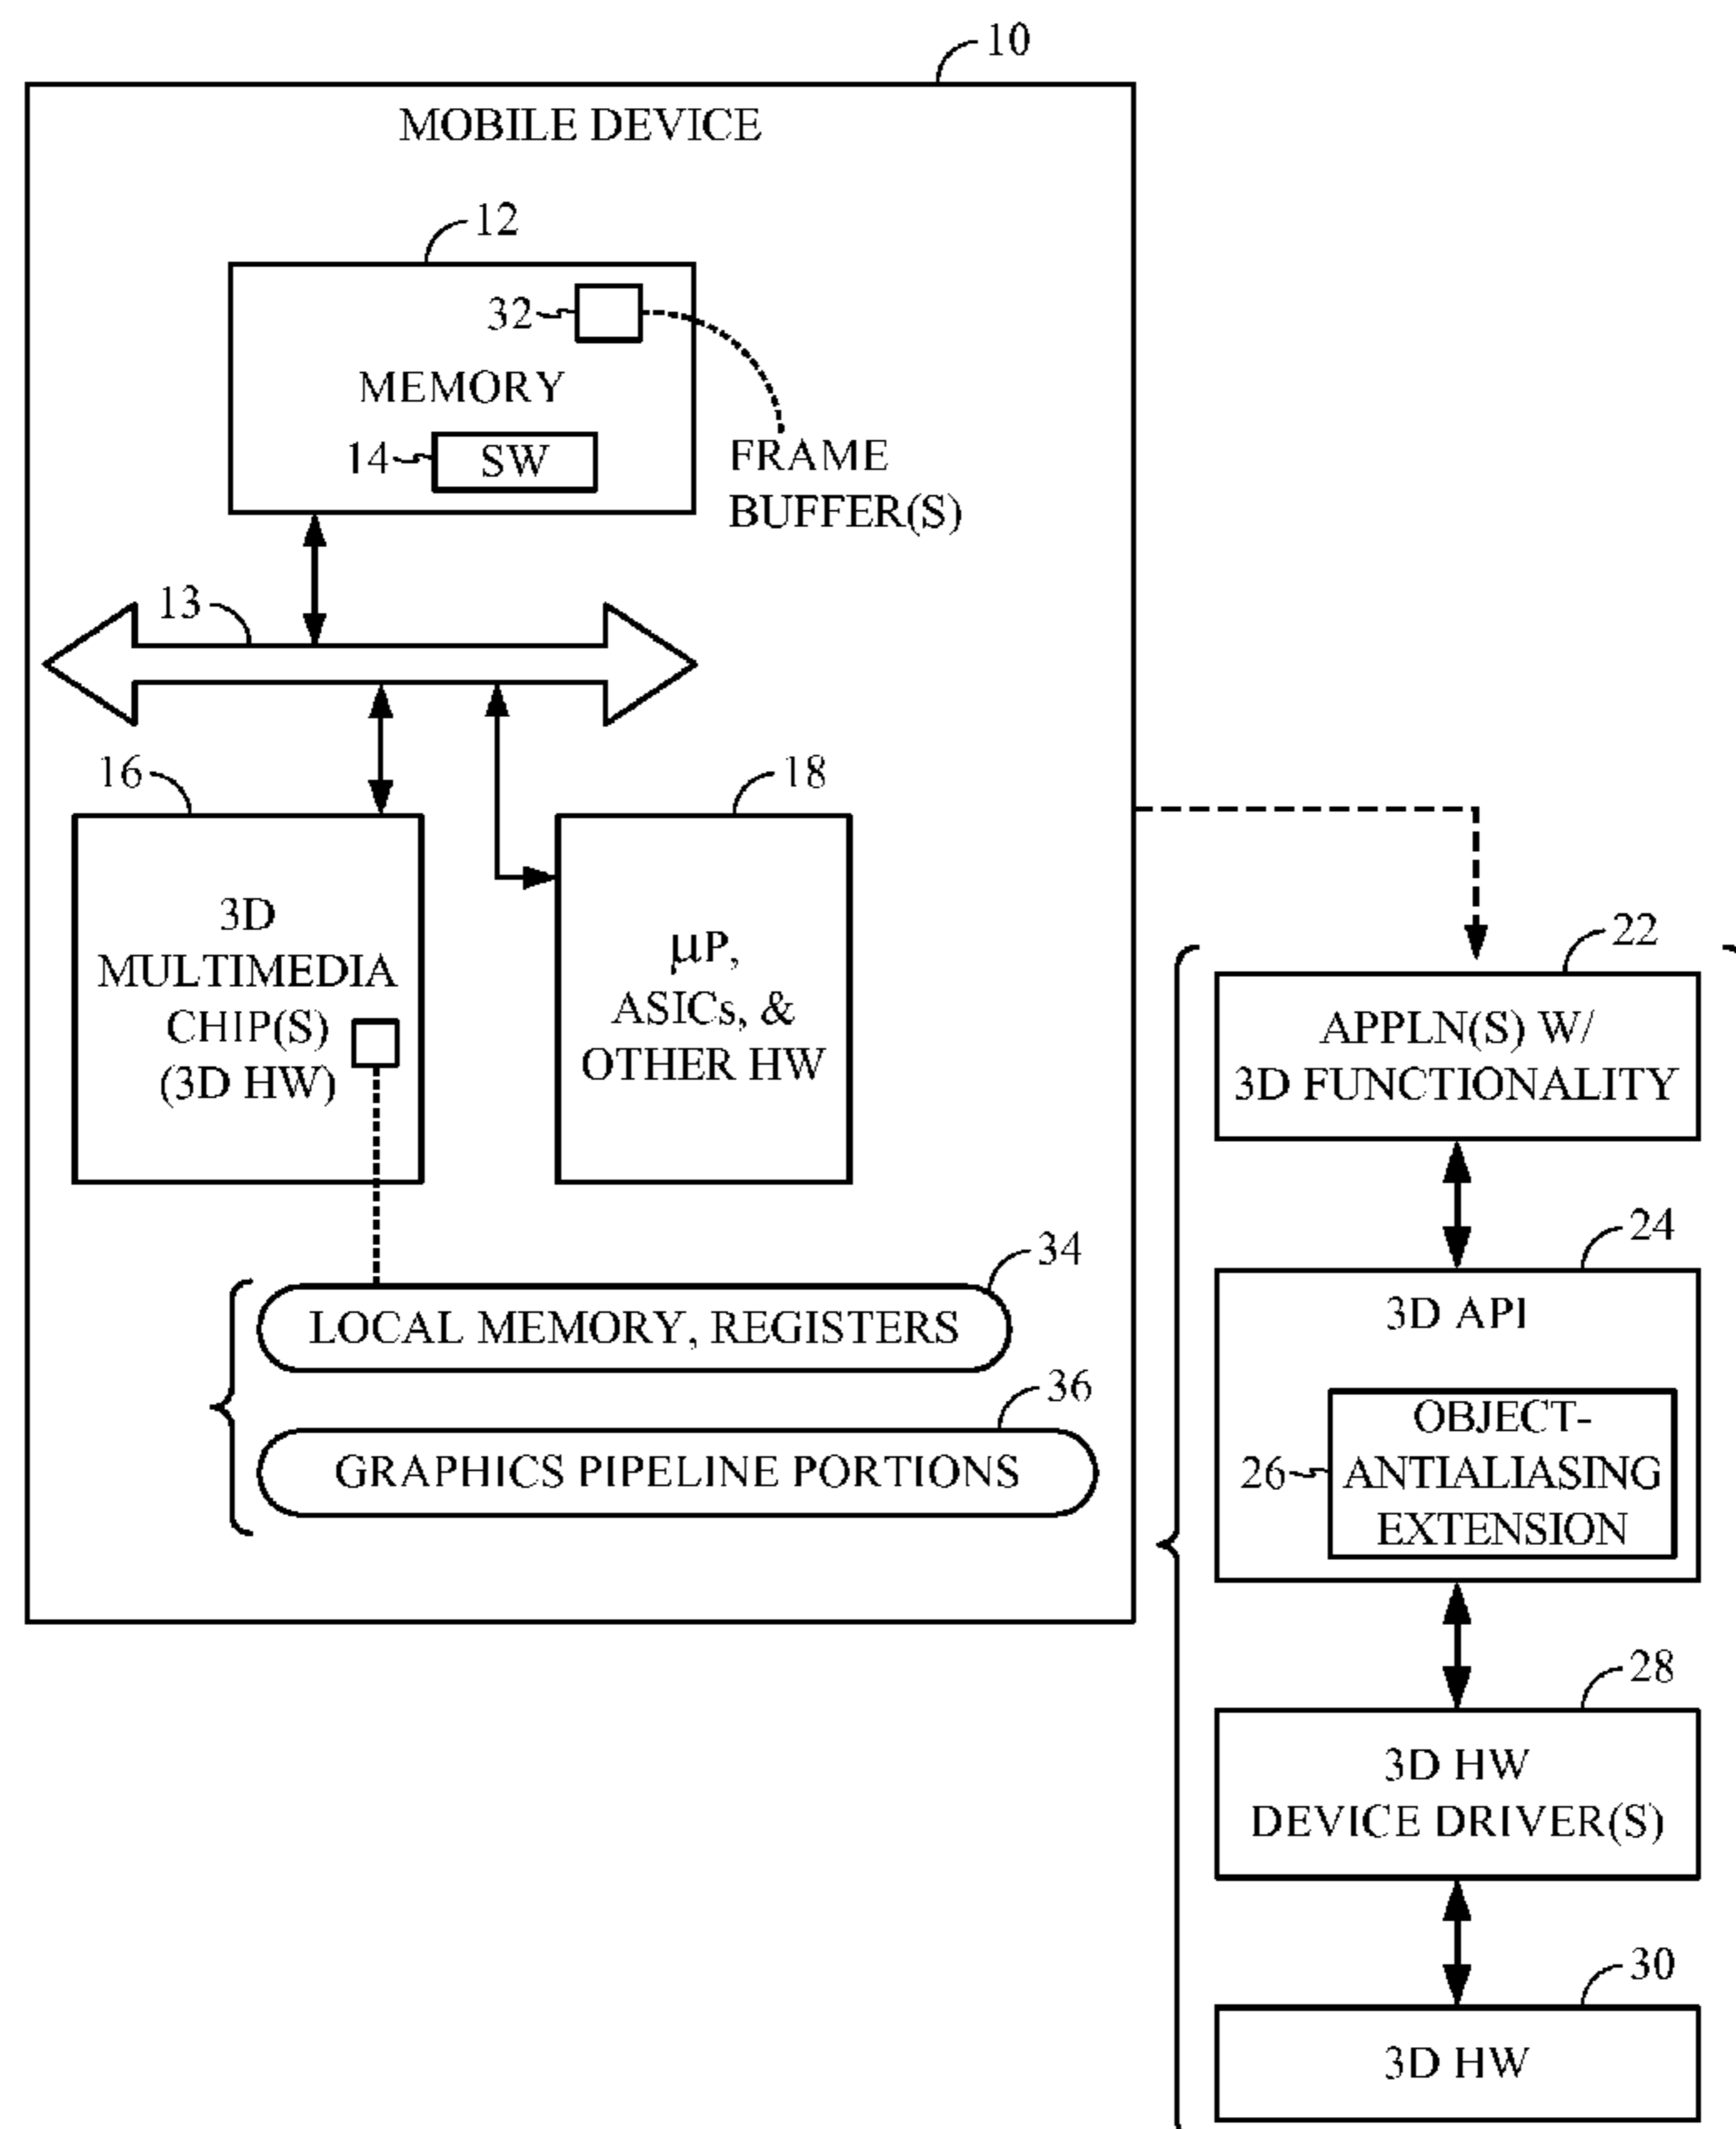 10
MOBILE DEVICE
12
32
MEMORY
14
SW
FRAME
BUFFER(S)
13
16
18
3D
MULTIMEDIA
CHIP(S)
(3D HW)
µP,
ASICs, &
OTHER HW
34
LOCAL MEMORY, REGISTERS
36
GRAPHICS PIPELINE PORTIONS
22
APPLN(S) W/
3D FUNCTIONALITY
24
3D API
26
OBJECT-
ANTIALIASING
EXTENSION
28
3D HW
DEVICE DRIVER(S)
30
3D HW